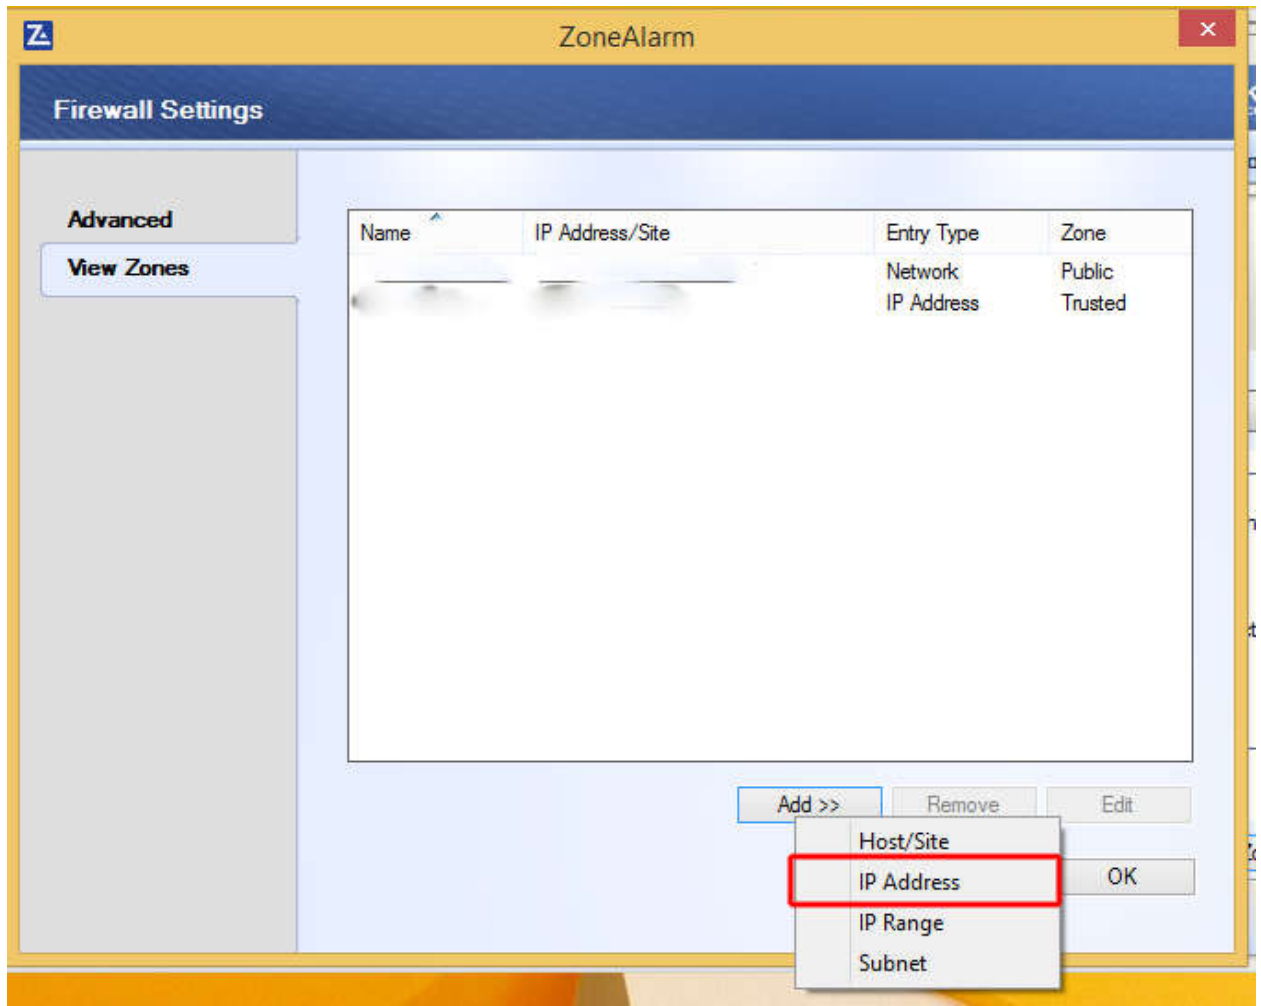 ZoneAlarm
Firewall Settings
Advanced
View Zones
Name IP Address/Site Entry Type Zone
Network Public
IP Address Trusted
Add >> Remove Edit
Host/Site
IP Address
IP Range
Subnet
OK